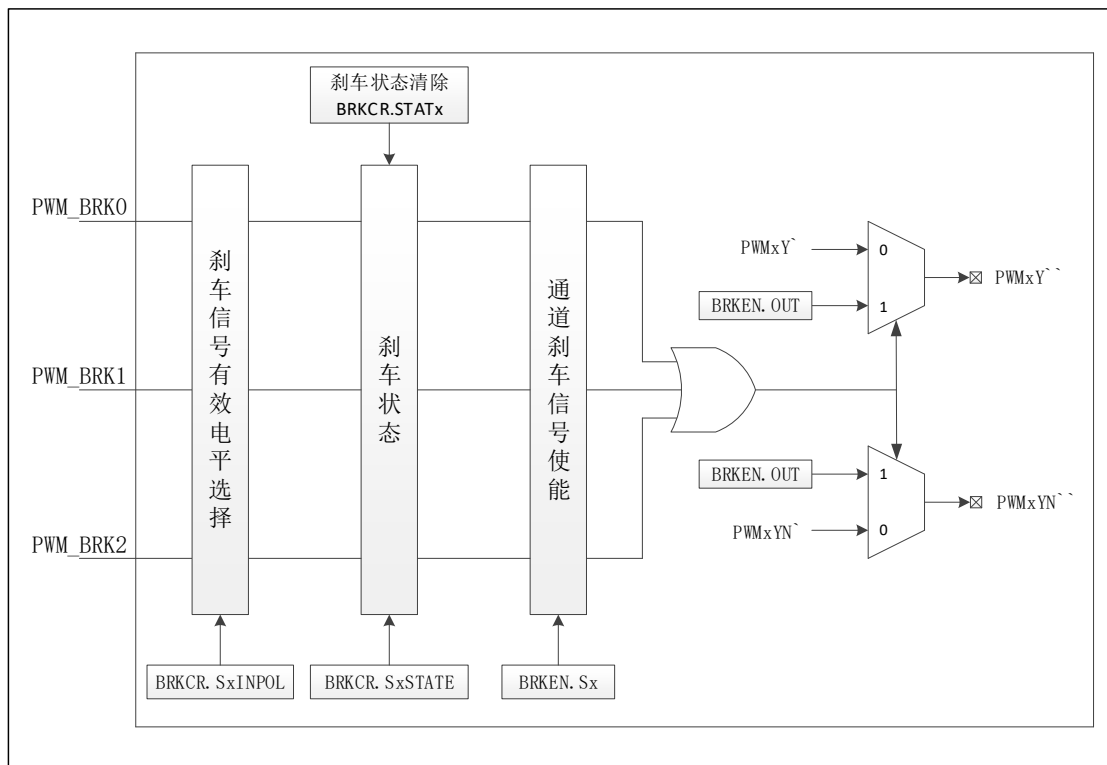 刹车状态清除
BRKCR.STATx
PWM_BRK0
PWM_BRK1
PWM_BRK2
刹车信号有效电平选择
刹车状态
通道刹车信号使能
PWMxY`
0
BRKEN.OUT
1
PWMxY``
BRKEN.OUT
1
PWMxYN`
0
PWMxYN``
BRKCR.SxINPOL
BRKCR.SxSTATE
BRKEN.Sx